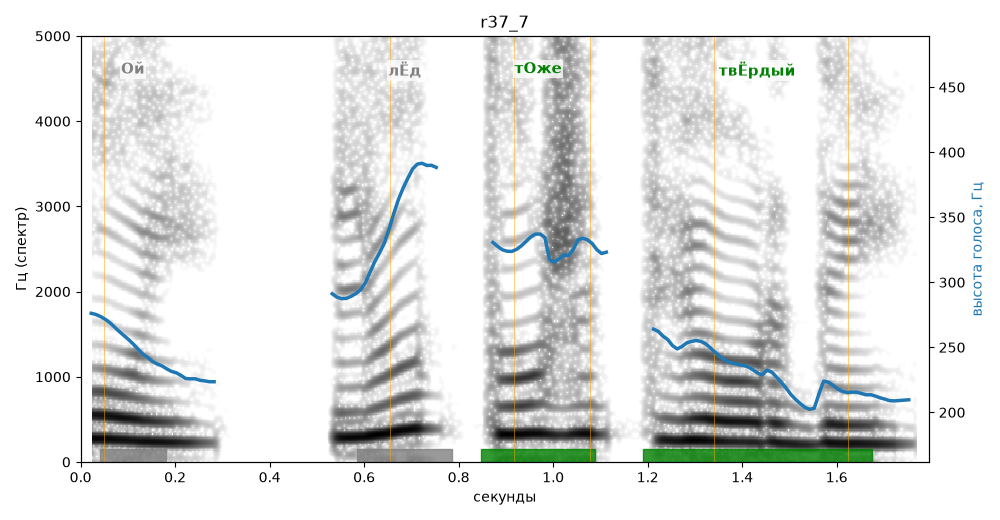 r37_7
Ой
лЁд
тОже
твЁрдый
Гц (спектр)
5000
4000
3000
2000
1000
0
450
400
350
300
250
200
высота голоса, Гц
0.0 0.2 0.4 0.6 0.8 1.0 1.2 1.4 1.6
секунды